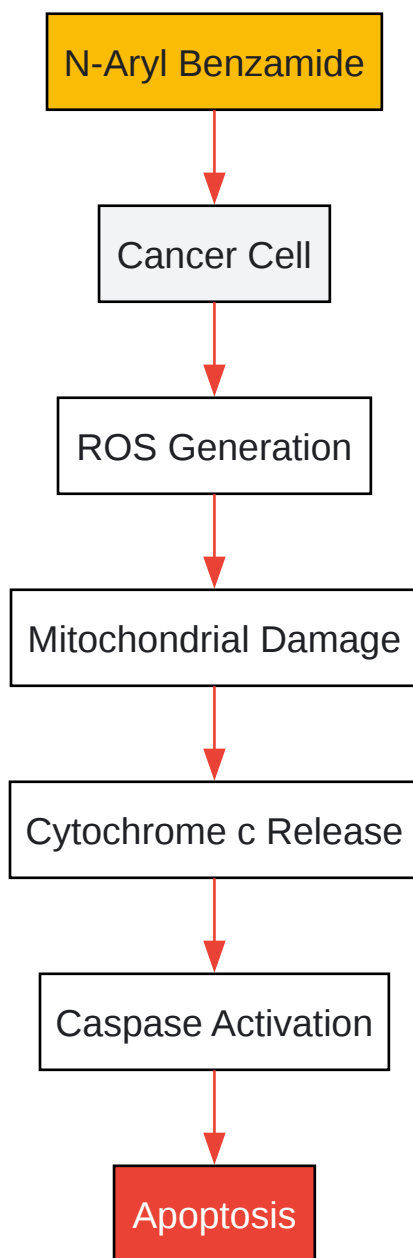 N-Aryl Benzamide
Cancer Cell
ROS Generation
Mitochondrial Damage
Cytochrome c Release
Caspase Activation
Apoptosis